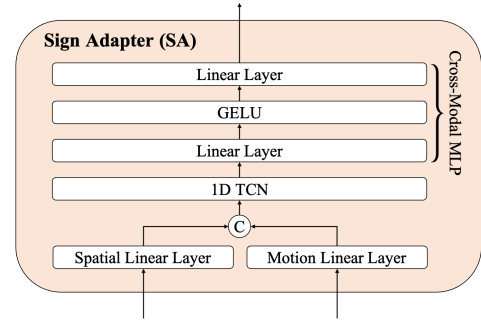 Sign Adapter (SA)
Linear Layer
GELU
Linear Layer
Cross-Modal MLP
1D TCN
C
Spatial Linear Layer
Motion Linear Layer